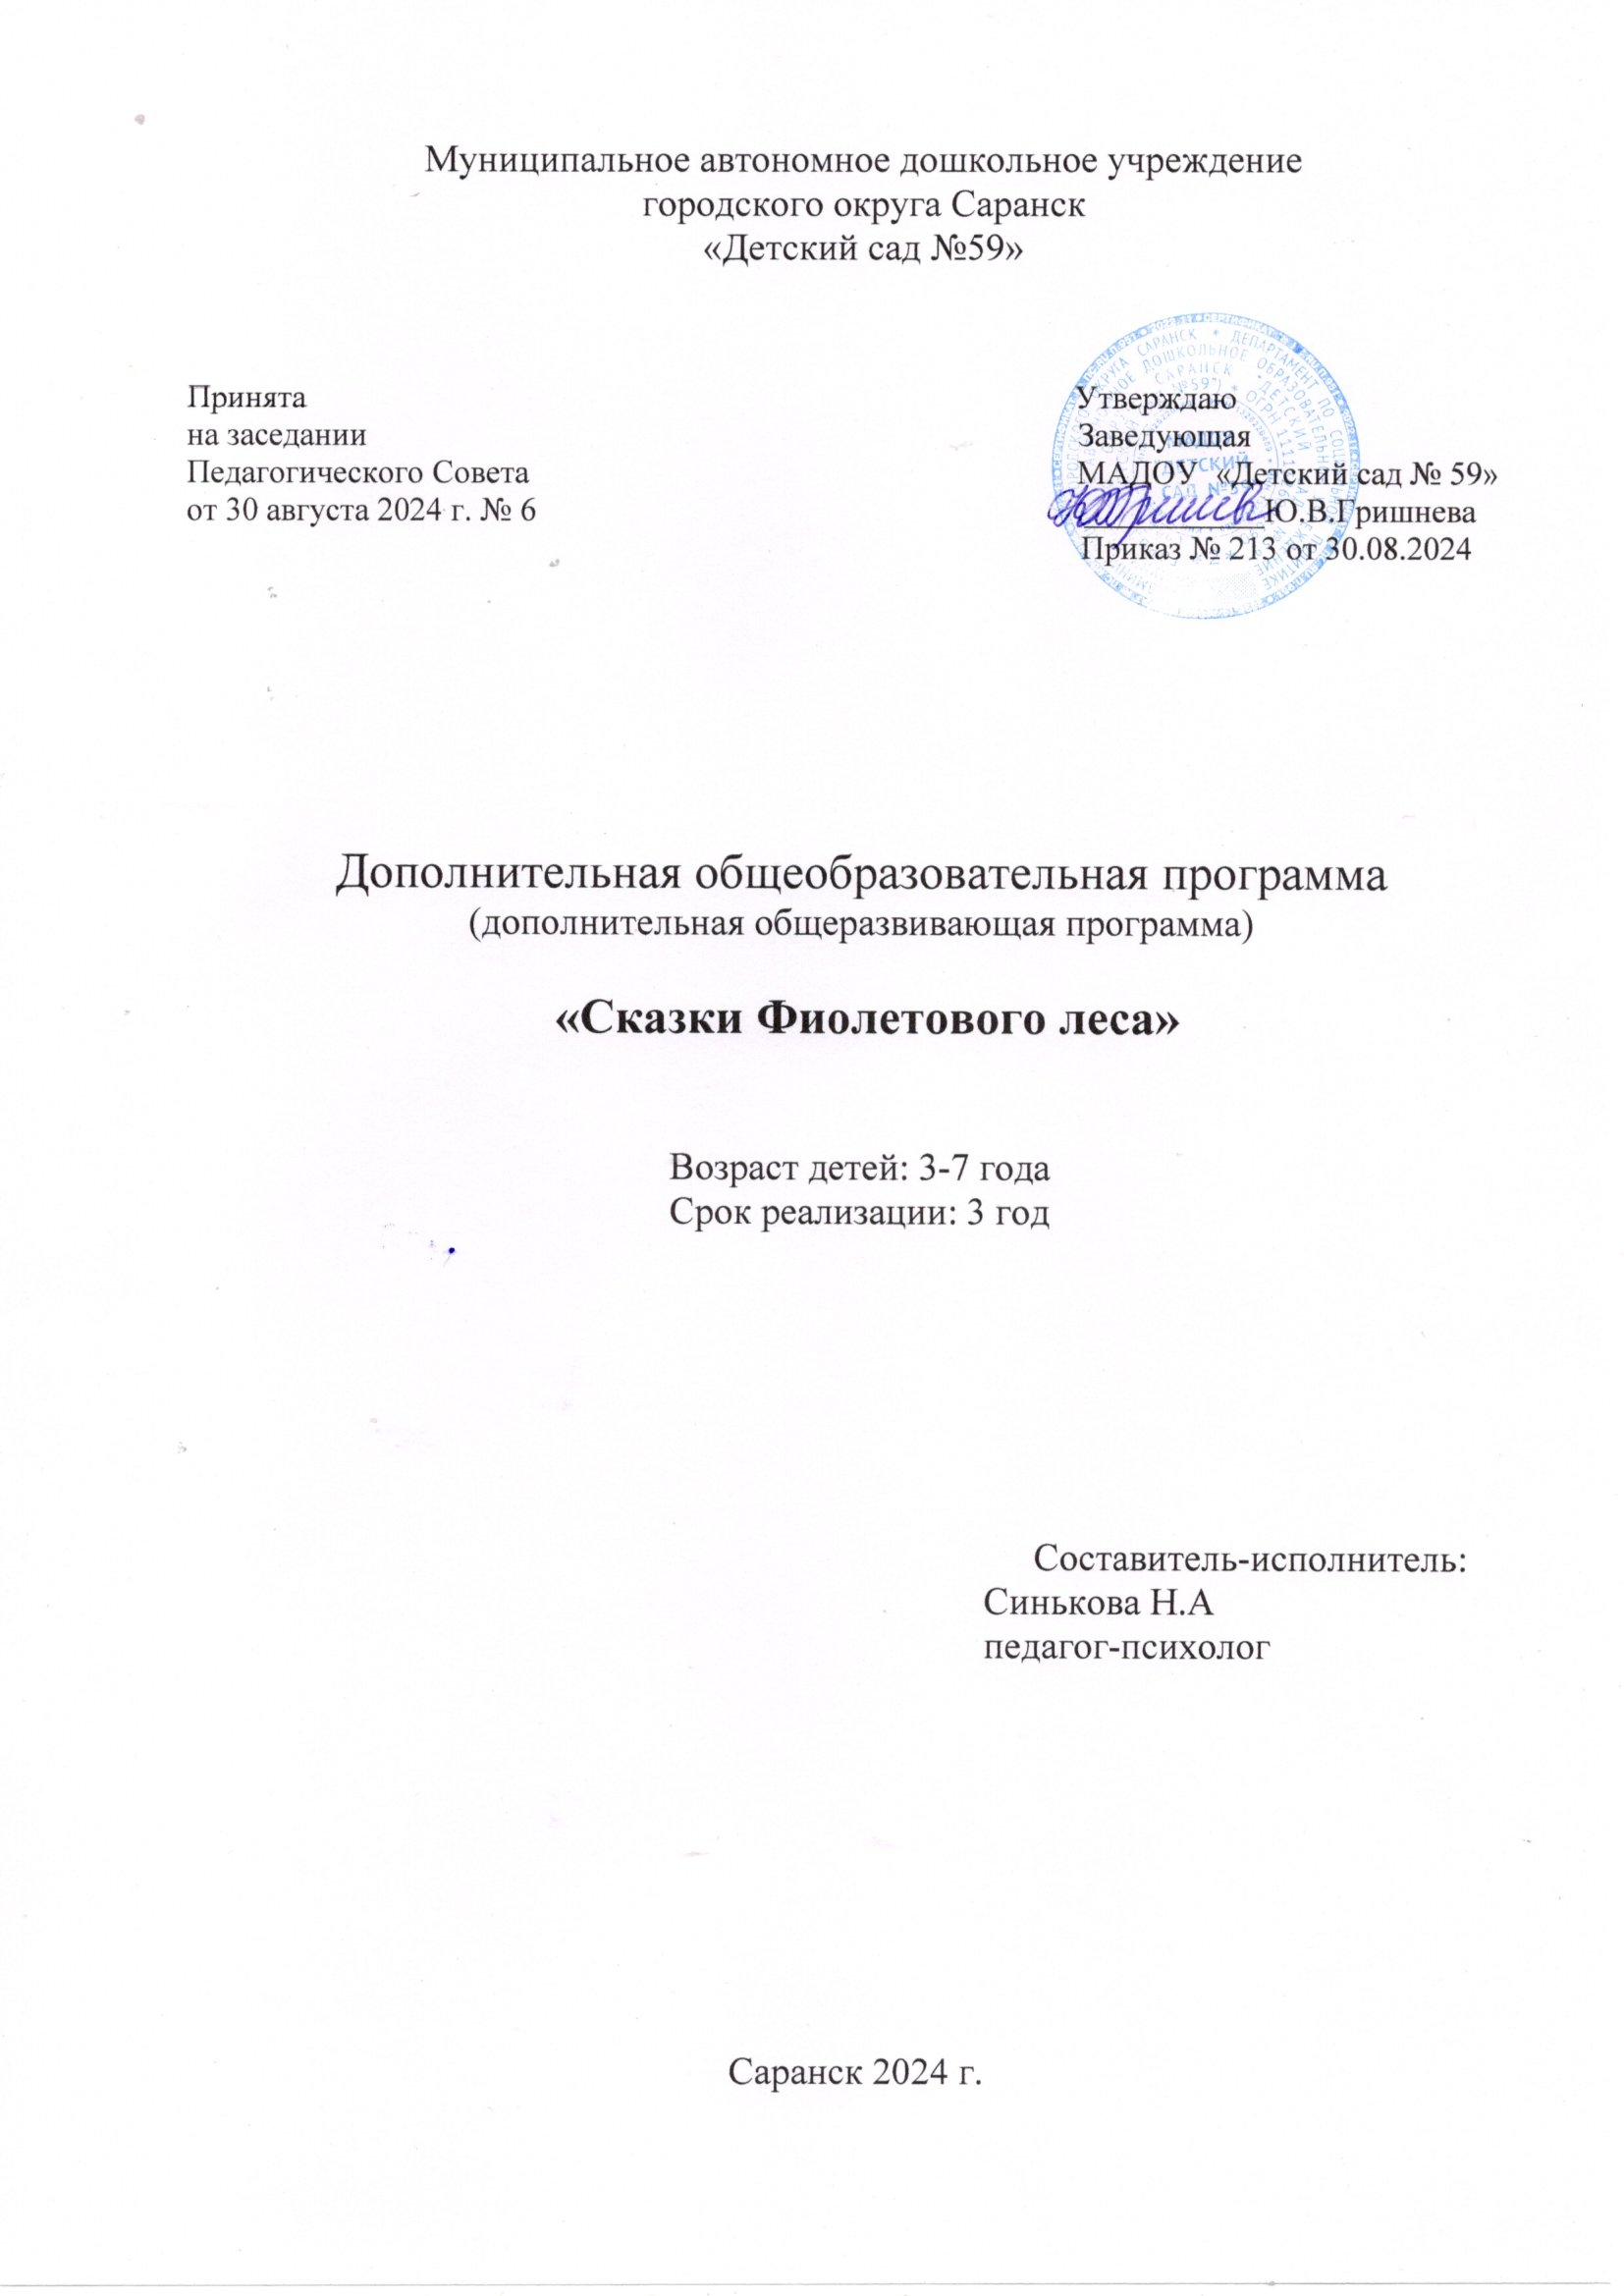 Муниципальное автономное дошкольное учреждение
городского округа Саранск
«Детский сад №59»
Принята
на заседании
Педагогического Совета
от 30 августа 2024 г. № 6
Утверждаю
Заведующая
МАДОУ «Детский сад № 59»
Ю.В.Гришнева
Приказ № 213 от 30.08.2024
ДЕТСКИЙ
САД №59
Дополнительная общеобразовательная программа
(дополнительная общеразвивающая программа)
«Сказки Фиолетового леса»
Возраст детей: 3-7 года
Срок реализации: 3 год
Составитель-исполнитель:
Синькова Н.А
педагог-психолог
Саранск 2024 г.